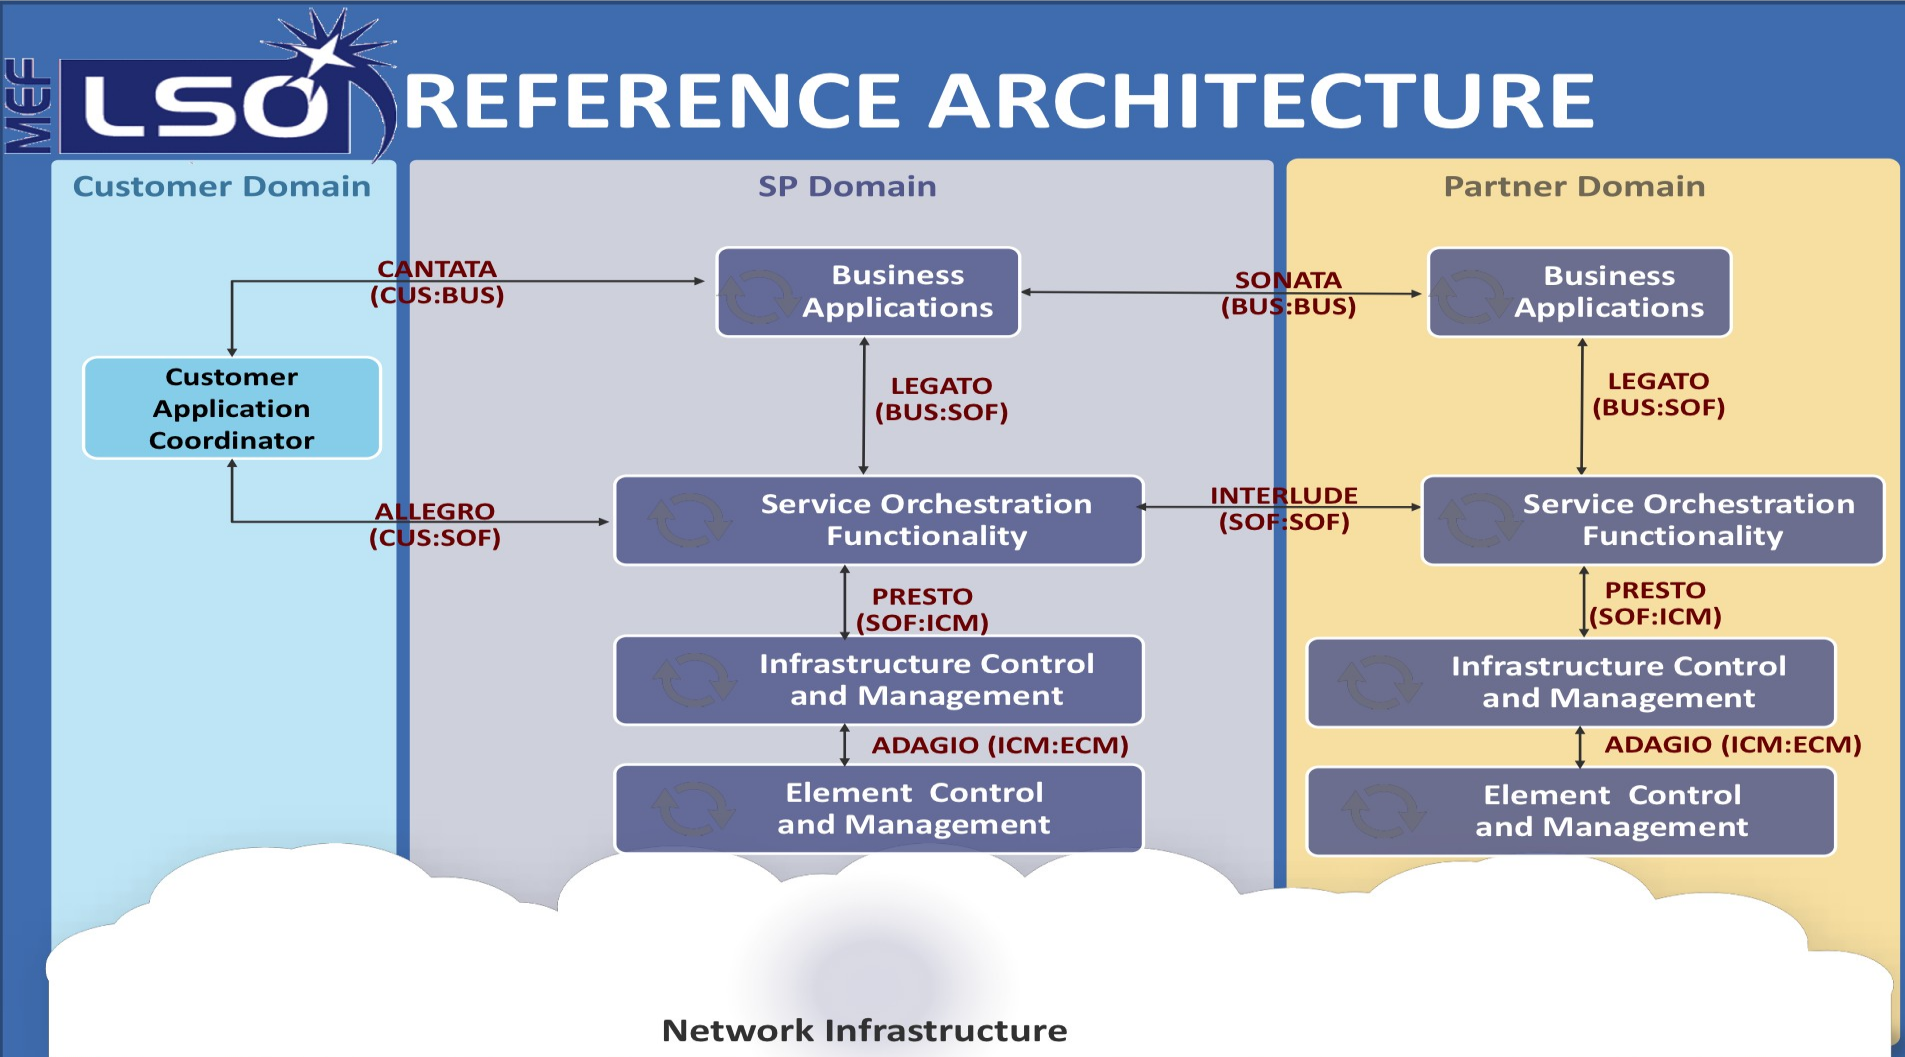 MEF
LSO
REFERENCE ARCHITECTURE
Customer Domain
SP Domain
Partner Domain
CANTATA
(CUS:BUS)
Business
Applications
SONATA
(BUS:BUS)
Business
Applications
Customer
Application
Coordinator
LEGATO
(BUS:SOF)
LEGATO
(BUS:SOF)
ALLEGRO
(CUS:SOF)
Service Orchestration
Functionality
INTERLUDE
(SOF:SOF)
Service Orchestration
Functionality
PRESTO
(SOF:ICM)
PRESTO
(SOF:ICM)
Infrastructure Control
and Management
Infrastructure Control
and Management
ADAGIO (ICM:ECM)
ADAGIO (ICM:ECM)
Element Control
and Management
Element Control
and Management
Network Infrastructure